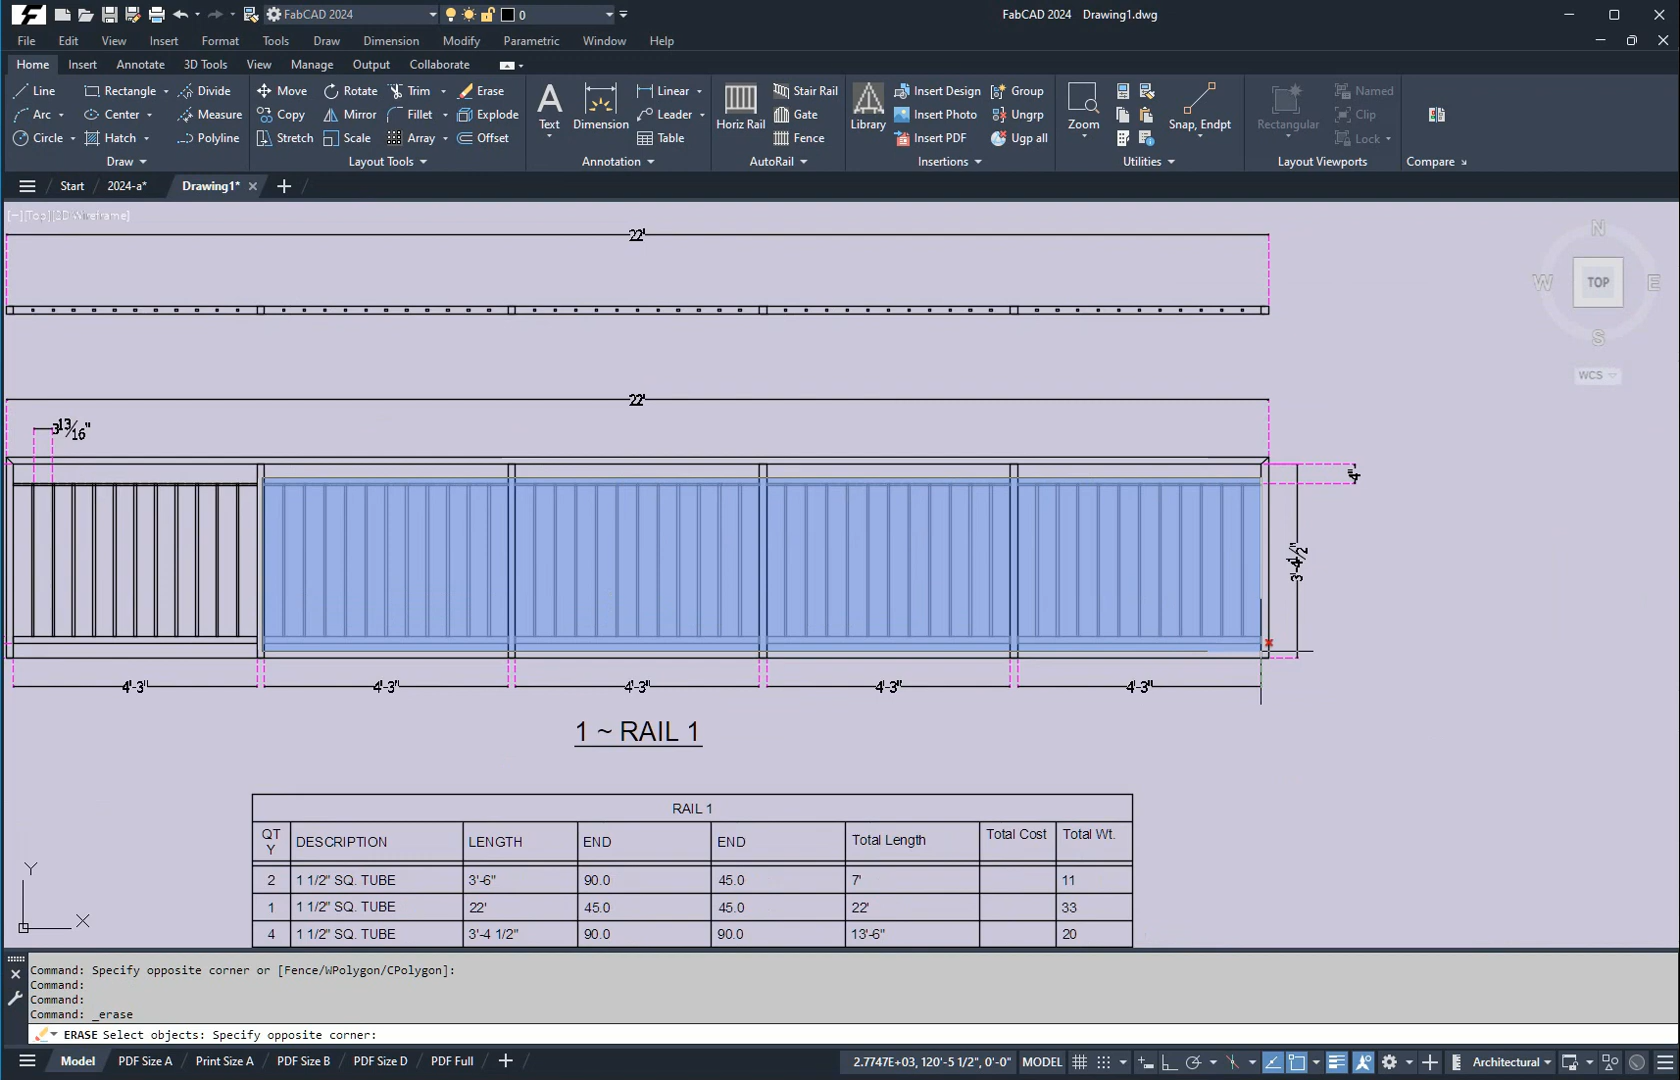 FabCAD 2024 0 FabCAD 2024 Drawing1.dwg
File Edit View Insert Format Tools Draw Dimension Modify Parametric Window Help
Home Insert Annotate 3D Tools View Manage Output Collaborate
Line Rectangle Divide Move Rotate Trim Erase Linear Stair Rail Insert Design Group Named
Arc Center Measure Copy Mirror Fillet Explode Leader Gate Insert Photo Ungrp Clip
Text Dimension Horiz Rail Library Zoom Snap, Endpt Rectangular
Circle Hatch Polyline Stretch Scale Array Offset Table Fence Insert PDF Ugp all Lock
Draw Layout Tools Annotation AutoRail Insertions Utilities Layout Viewports Compare
Start 2024-a* Drawing1*
[−][Top][2D Wireframe]
N
W TOP E
S
WCS
22'
22'
3 13/16"
4"
3'-4 1/2"
4'-3" 4'-3" 4'-3" 4'-3" 4'-3"
1 ~ RAIL 1
RAIL 1
QT
Y DESCRIPTION LENGTH END END Total Length Total Cost Total Wt.
2 1 1/2" SQ. TUBE 3'-6" 90.0 45.0 7' 11
1 1 1/2" SQ. TUBE 22' 45.0 45.0 22' 33
4 1 1/2" SQ. TUBE 3'-4 1/2" 90.0 90.0 13'-6" 20
Y
X
Command: Specify opposite corner or [Fence/WPolygon/CPolygon]:
Command:
Command:
Command: _erase
ERASE Select objects: Specify opposite corner:
Model PDF Size A Print Size A PDF Size B PDF Size D PDF Full 2.7747E+03, 120'-5 1/2", 0'-0" MODEL Architectural